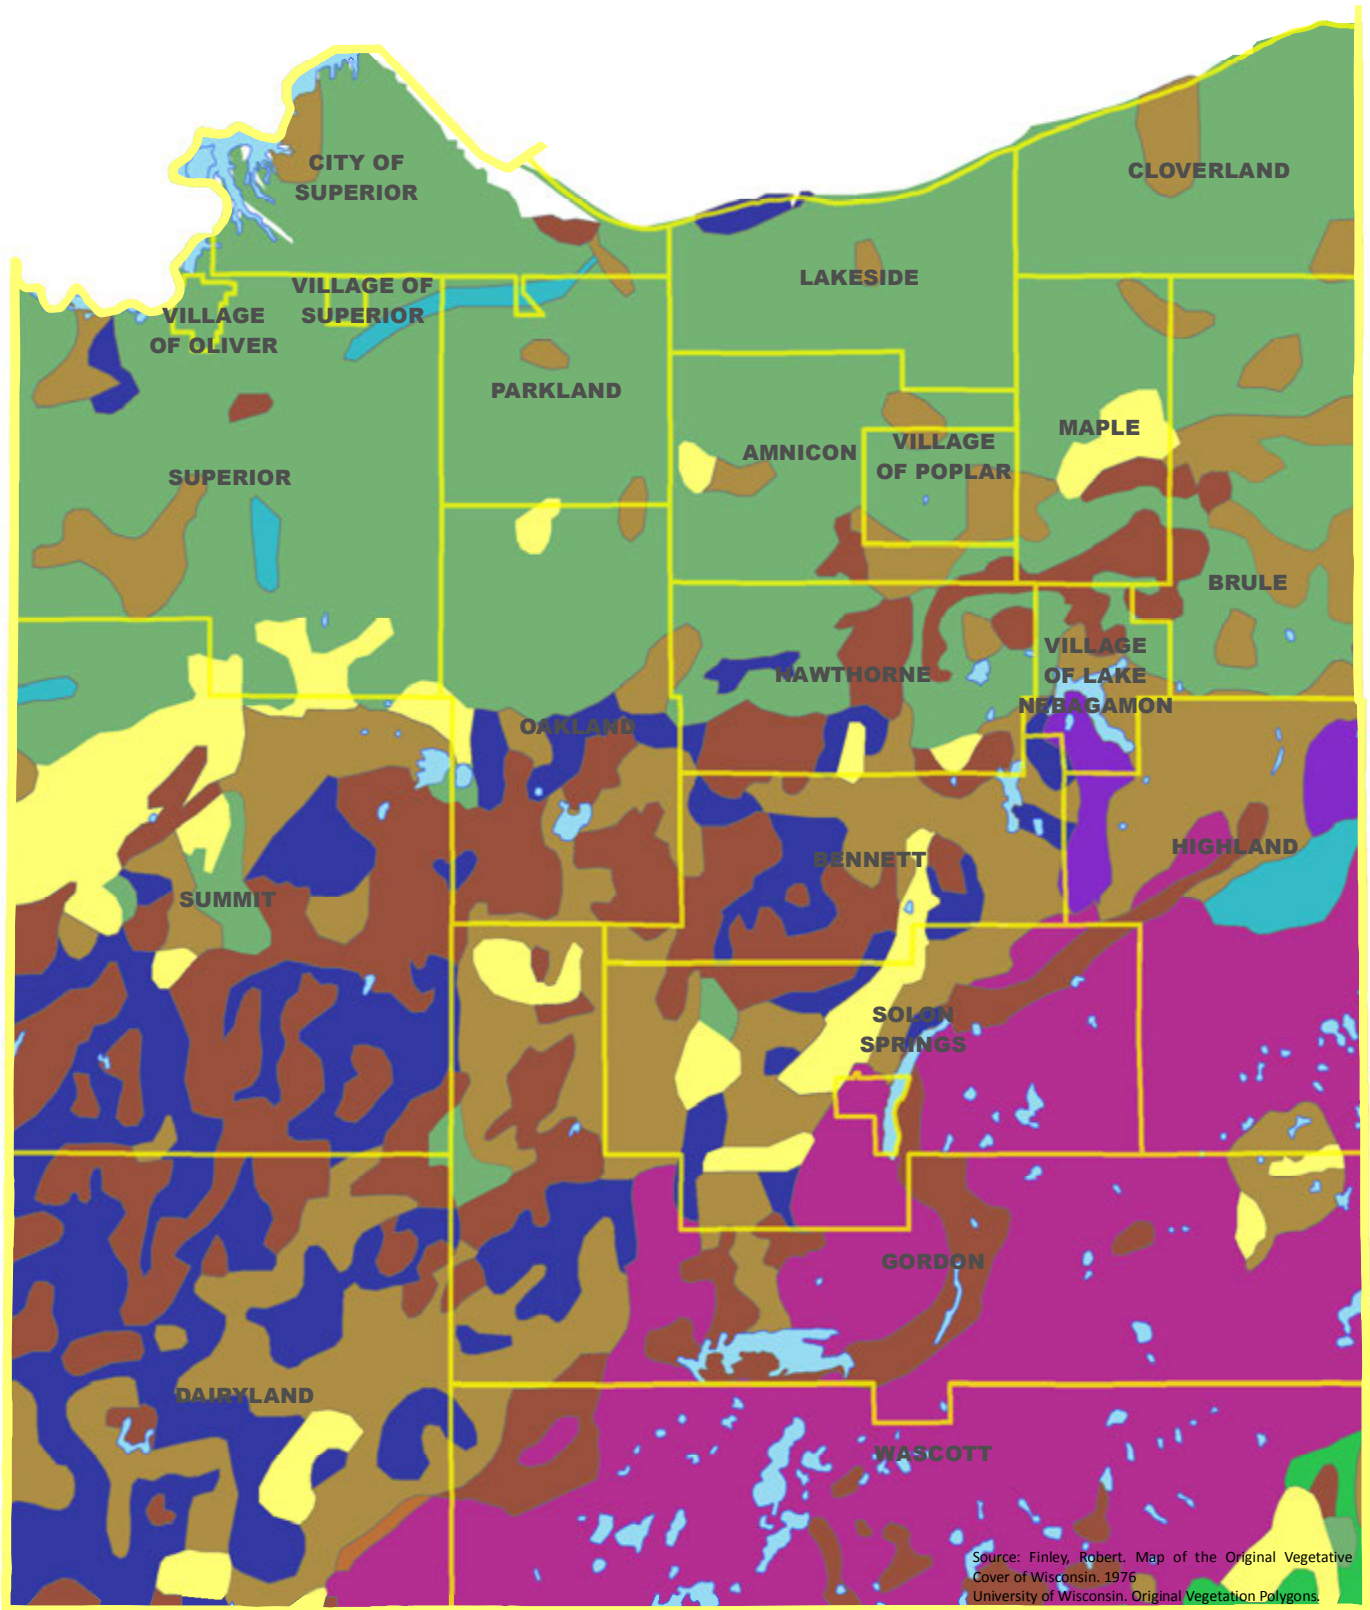 CITY OF
SUPERIOR
CLOVERLAND
LAKESIDE
VILLAGE OF
SUPERIOR
VILLAGE
OF OLIVER
PARKLAND
MAPLE
VILLAGE
OF POPLAR
AMNICON
SUPERIOR
BRULE
VILLAGE
OF LAKE
NEBAGAMON
HAWTHORNE
OAKLAND
HIGHLAND
BENNETT
SUMMIT
SOLON
SPRINGS
GORDON
DAIRYLAND
WASCOTT
Source: Finley, Robert. Map of the Original Vegetative
Cover of Wisconsin. 1976
University of Wisconsin. Original Vegetation Polygons.